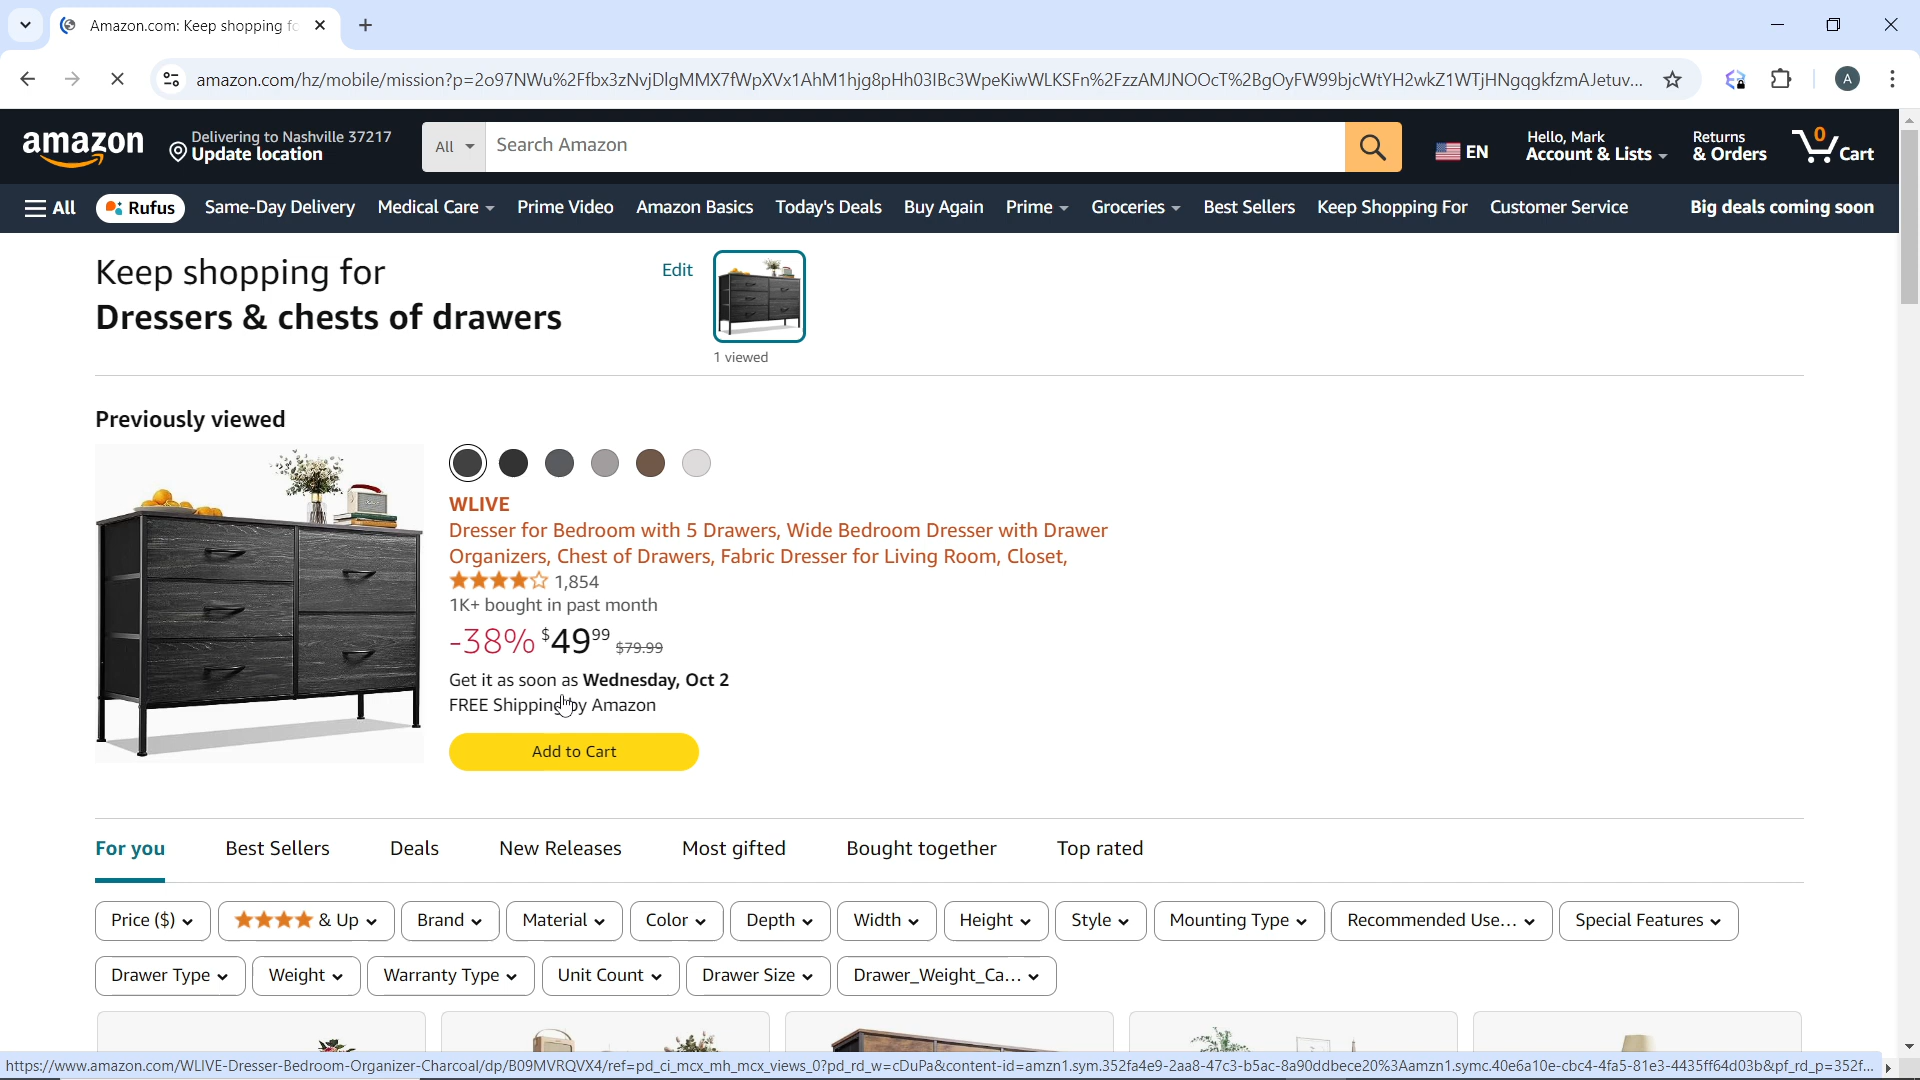 Amazon.com: Keep shopping fo
amazon.com/hz/mobile/mission?p=2o97NWu%2Ffbx3zNvjDlgMMX7fWpXVx1AhM1hjg8pHh03IBc3WpeKiwWLKSFn%2FzzAMJNOOcT%2BgOyFW99bjcWtYH2wkZ1WTjHNgqgkfzmAJetuv...
A
amazon
Delivering to Nashville 37217
Update location
All
Search Amazon
EN
Hello, Mark
Account & Lists
Returns
& Orders
0
Cart
All
Rufus
Same-Day Delivery
Medical Care
Prime Video
Amazon Basics
Today's Deals
Buy Again
Prime
Groceries
Best Sellers
Keep Shopping For
Customer Service
Big deals coming soon
Keep shopping for
Dressers & chests of drawers
Edit
1 viewed
Previously viewed
WLIVE
Dresser for Bedroom with 5 Drawers, Wide Bedroom Dresser with Drawer
Organizers, Chest of Drawers, Fabric Dresser for Living Room, Closet,
1,854
1K+ bought in past month
-38% $49.99 $79.99
Get it as soon as Wednesday, Oct 2
FREE Shipping by Amazon
Add to Cart
For you
Best Sellers
Deals
New Releases
Most gifted
Bought together
Top rated
Price ($)
& Up
Brand
Material
Color
Depth
Width
Height
Style
Mounting Type
Recommended Use...
Special Features
Drawer Type
Weight
Warranty Type
Unit Count
Drawer Size
Drawer_Weight_Ca...
https://www.amazon.com/WLIVE-Dresser-Bedroom-Organizer-Charcoal/dp/B09MVRQVX4/ref=pd_ci_mcx_mh_mcx_views_0?pd_rd_w=cDuPa&content-id=amzn1.sym.352fa4e9-2aa8-47c3-b5ac-8a90ddbece20%3Aamzn1.symc.40e6a10e-cbc4-4fa5-81e3-4435ff64d03b&pf_rd_p=352f...